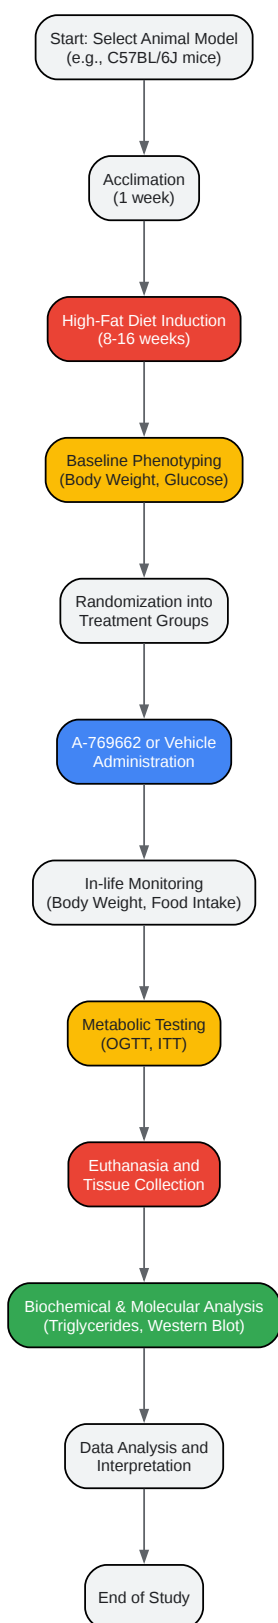 Start: Select Animal Model
(e.g., C57BL/6J mice)
Acclimation
(1 week)
High-Fat Diet Induction
(8-16 weeks)
Baseline Phenotyping
(Body Weight, Glucose)
Randomization into
Treatment Groups
A-769662 or Vehicle
Administration
In-life Monitoring
(Body Weight, Food Intake)
Metabolic Testing
(OGTT, ITT)
Euthanasia and
Tissue Collection
Biochemical & Molecular Analysis
(Triglycerides, Western Blot)
Data Analysis and
Interpretation
End of Study